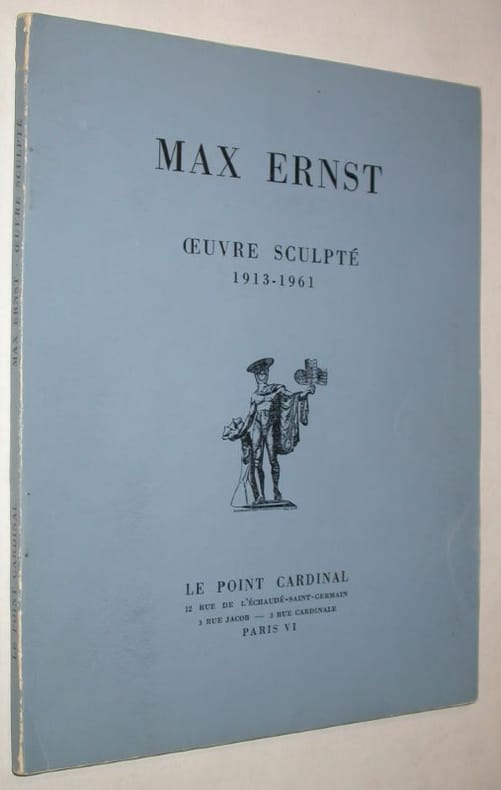 MAX ERNST
ŒUVRE SCULPTÉ
1913-1961
LE POINT CARDINAL
12 RUE DE L'ÉCHAUDÉ-SAINT-GERMAIN
3 RUE JACOB — 3 RUE CARDINALE
PARIS VI
MAX ERNST : ŒUVRE SCULPTÉ
LE POINT CARDINAL